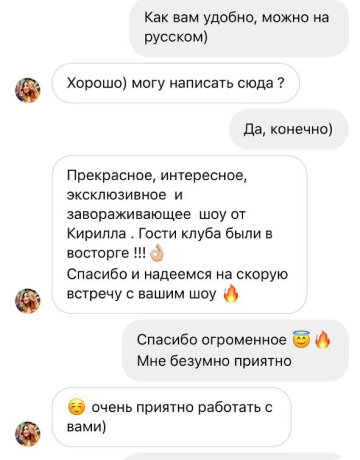 Как вам удобно, можно на
русском)
Хорошо) могу написать сюда ?
Да, конечно)
Прекрасное, интересное,
эксклюзивное и
завораживающее шоу от
Кирилла . Гости клуба были в
восторге !!!👌🏼
Спасибо и надеемся на скорую
встречу с вашим шоу 🔥
Спасибо огроменное 😇🔥
Мне безумно приятно
☺️ очень приятно работать с
вами)